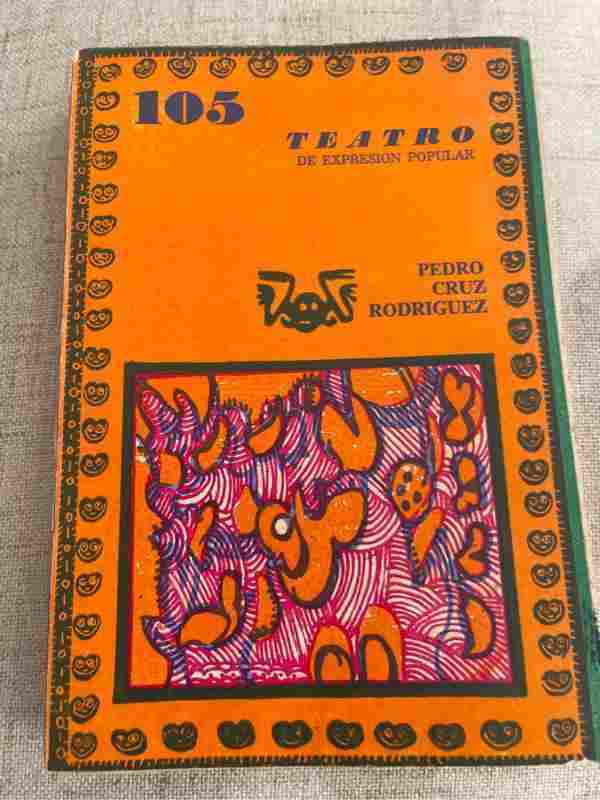 105
TEATRO
DE EXPRESION POPULAR
PEDRO
CRUZ
RODRIGUEZ